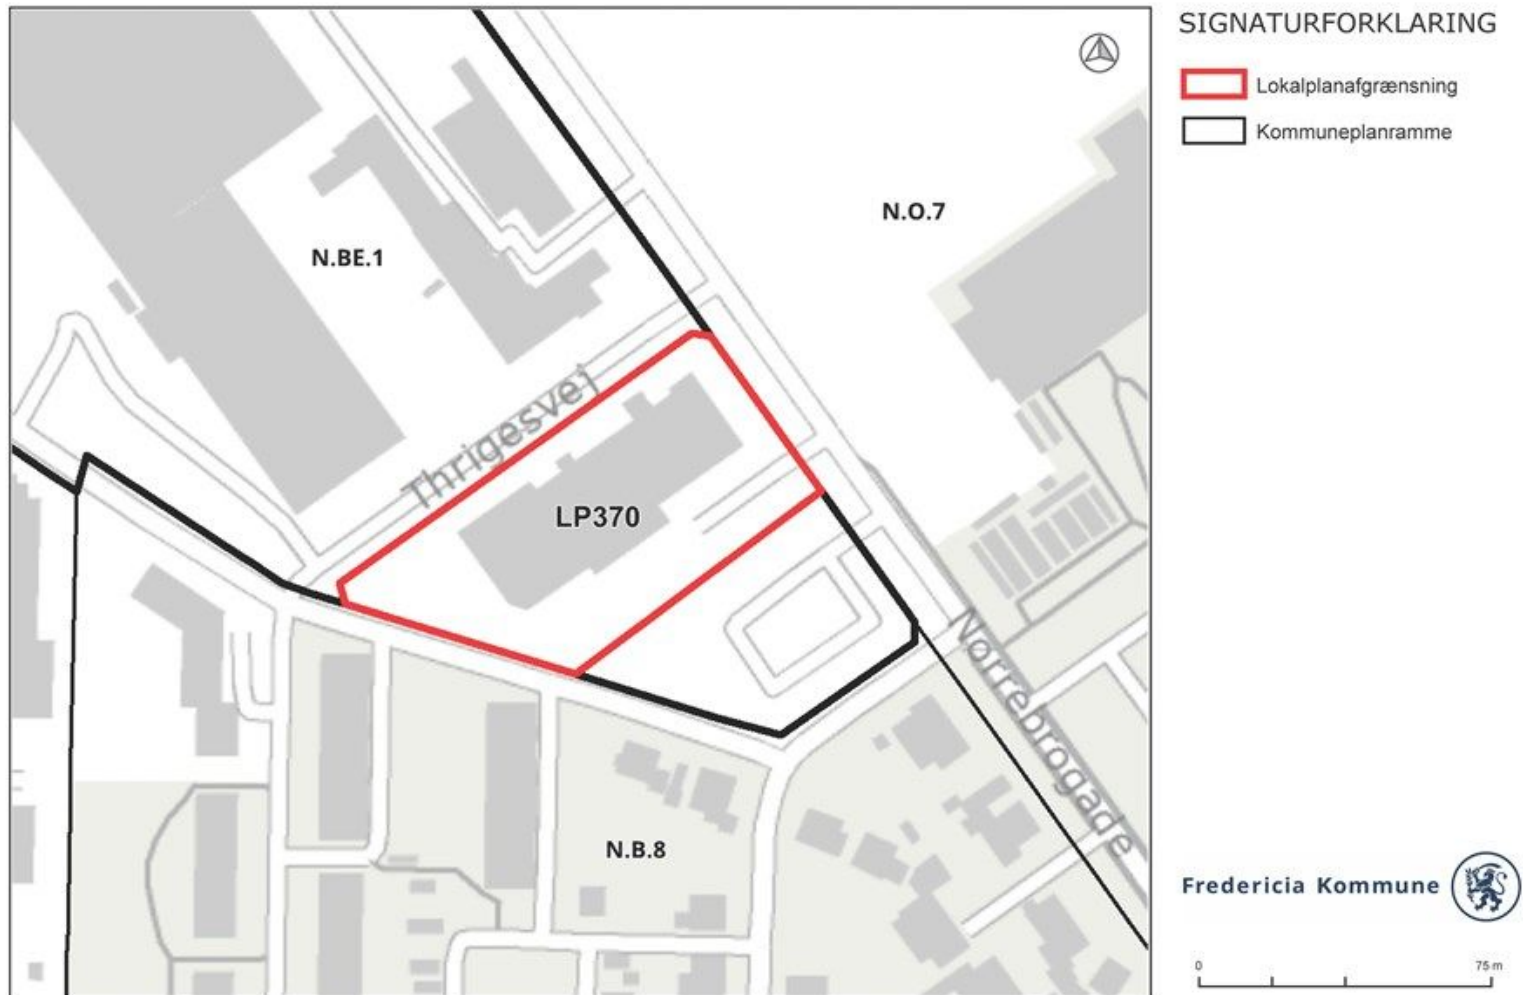 SIGNATURFORKLARING
Lokalplanafgrænsning
Kommuneplanramme
N.O.7
N.BE.1
Thrigesvej
LP370
Nørrebrogade
N.B.8
Fredericia Kommune
0 75 m